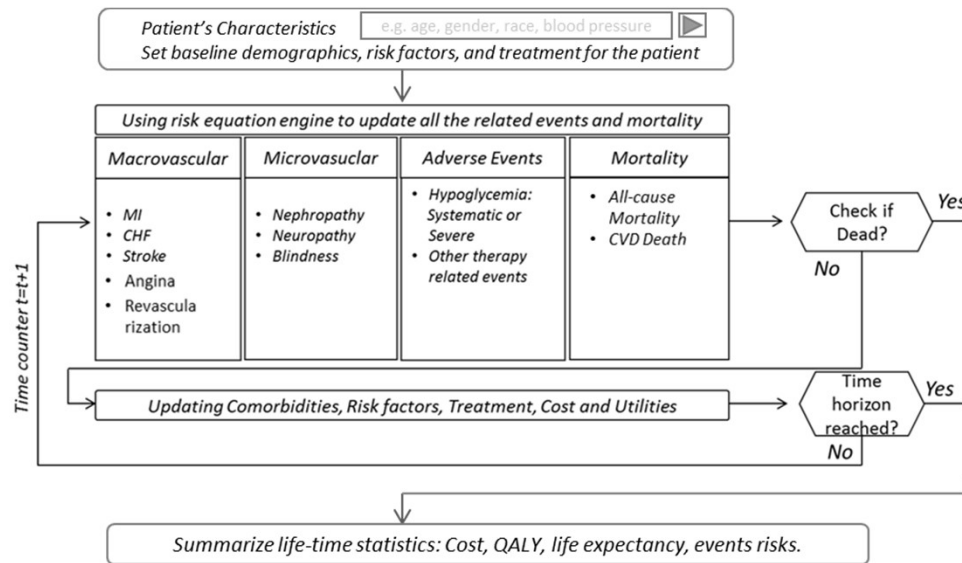 Patient's Characteristics
e.g. age, gender, race, blood pressure
Set baseline demographics, risk factors, and treatment for the patient
Using risk equation engine to update all the related events and mortality
Macrovascular
Microvasuclar
Adverse Events
Mortality
• MI
• CHF
• Stroke
• Angina
• Revascula
rization
• Nephropathy
• Neuropathy
• Blindness
• Hypoglycemia:
Systematic or
Severe
• Other therapy
related events
• All-cause
Mortality
• CVD Death
Check if
Dead?
Yes
No
Time counter t=t+1
Updating Comorbidities, Risk factors, Treatment, Cost and Utilities
Time
horizon
reached?
Yes
No
Summarize life-time statistics: Cost, QALY, life expectancy, events risks.